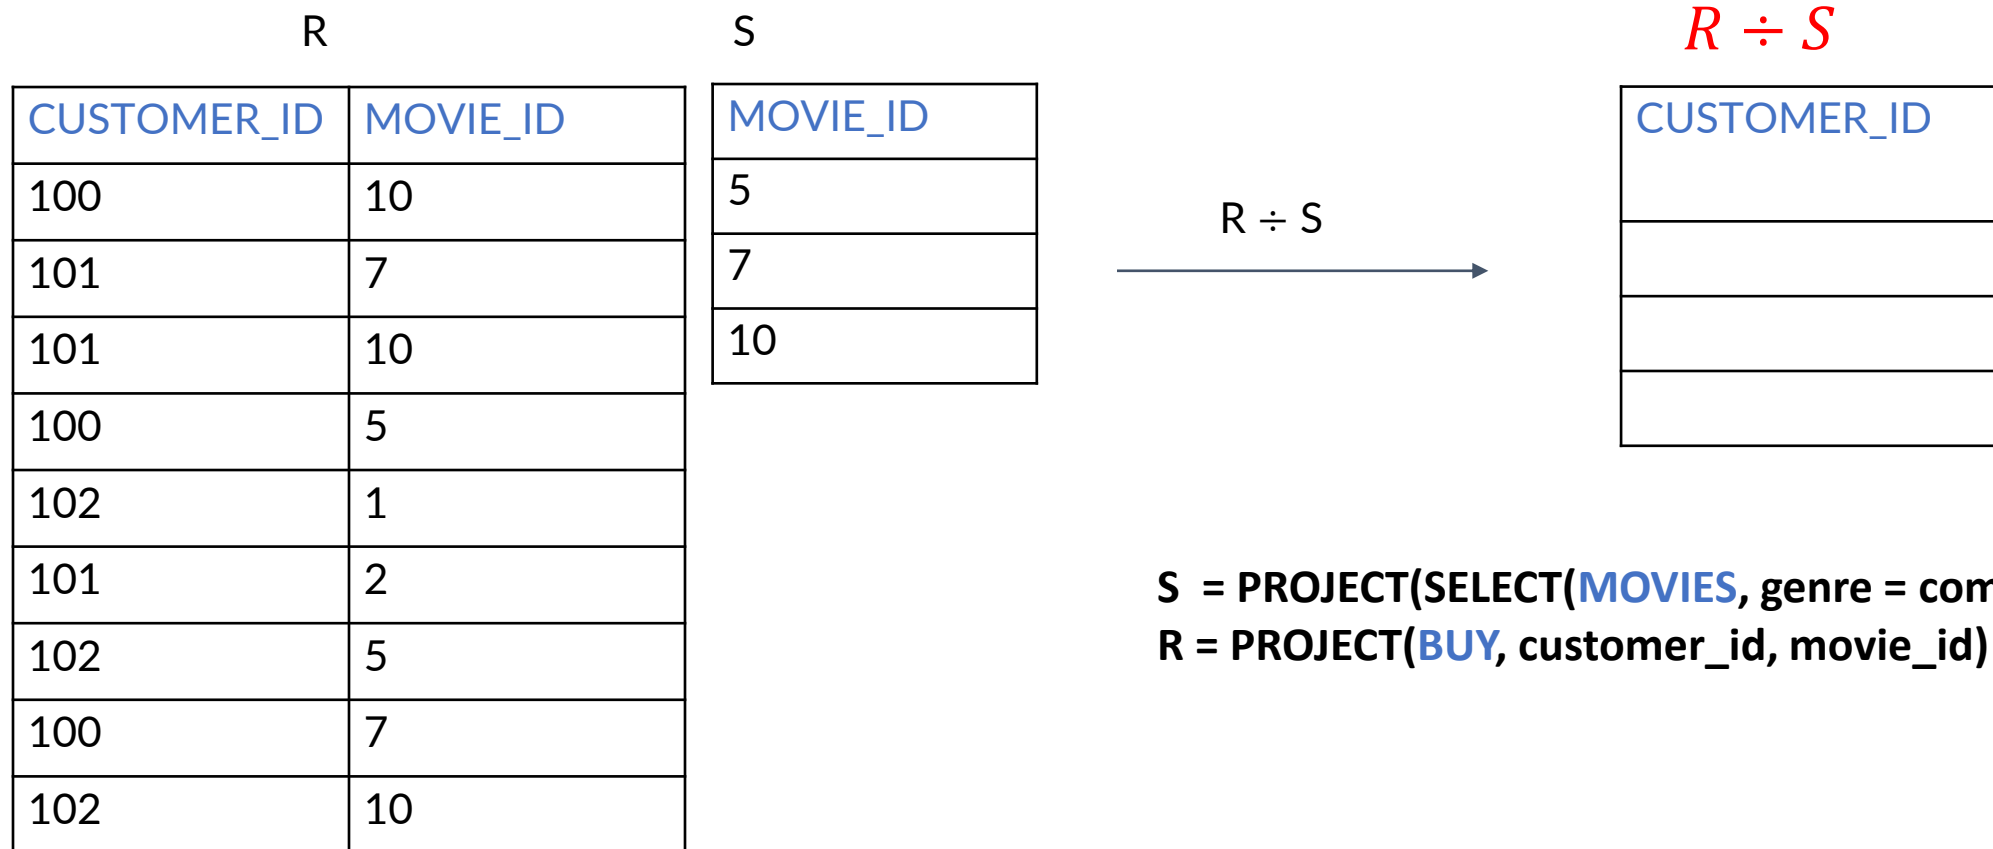 R
S
R ÷ S
CUSTOMER_ID MOVIE_ID
100 10
101 7
101 10
100 5
102 1
101 2
102 5
100 7
102 10
MOVIE_ID
5
7
10
R ÷ S
CUSTOMER_ID
S = PROJECT(SELECT(MOVIES, genre =
R = PROJECT(BUY, customer_id, movie_id)